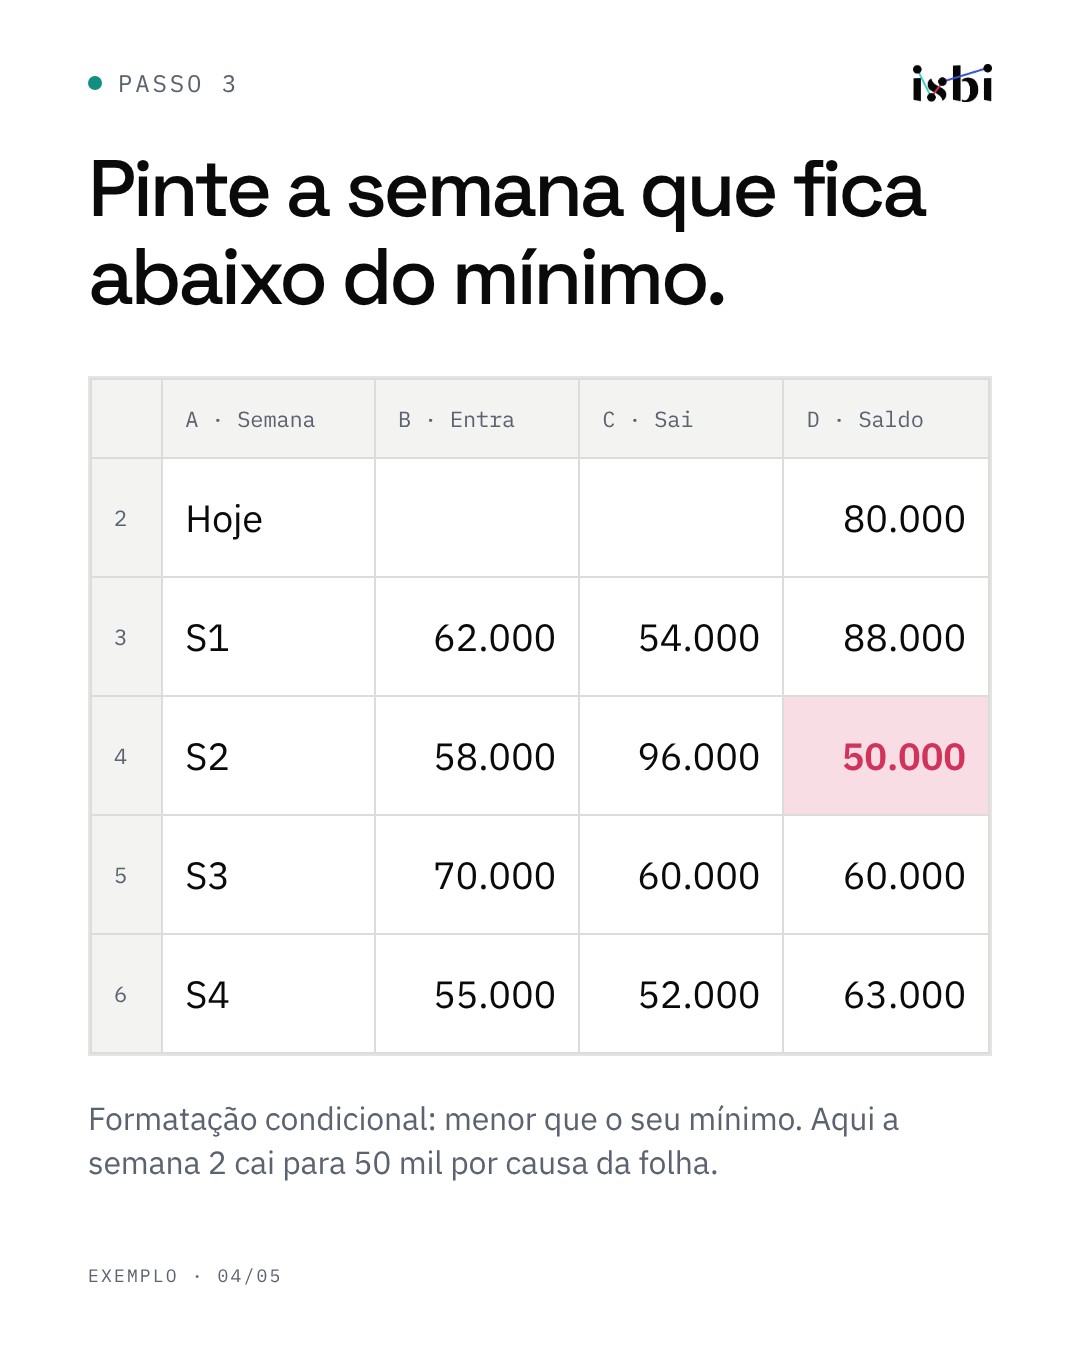 PASSO 3
isbi
Pinte a semana que fica
abaixo do mínimo.
A · Semana B · Entra C · Sai D · Saldo
2 Hoje 80.000
3 S1 62.000 54.000 88.000
4 S2 58.000 96.000 50.000
5 S3 70.000 60.000 60.000
6 S4 55.000 52.000 63.000
Formatação condicional: menor que o seu mínimo. Aqui a
semana 2 cai para 50 mil por causa da folha.
EXEMPLO · 04/05